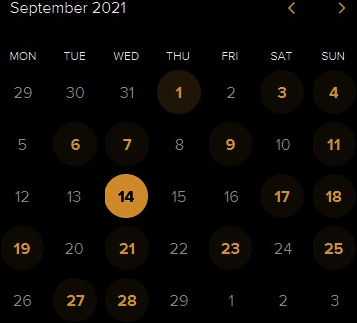 September 2021
MON TUE WED THU FRI SAT SUN
29 30 31 1 2 3 4
5 6 7 8 9 10 11
12 13 14 15 16 17 18
19 20 21 22 23 24 25
26 27 28 29 1 2 3